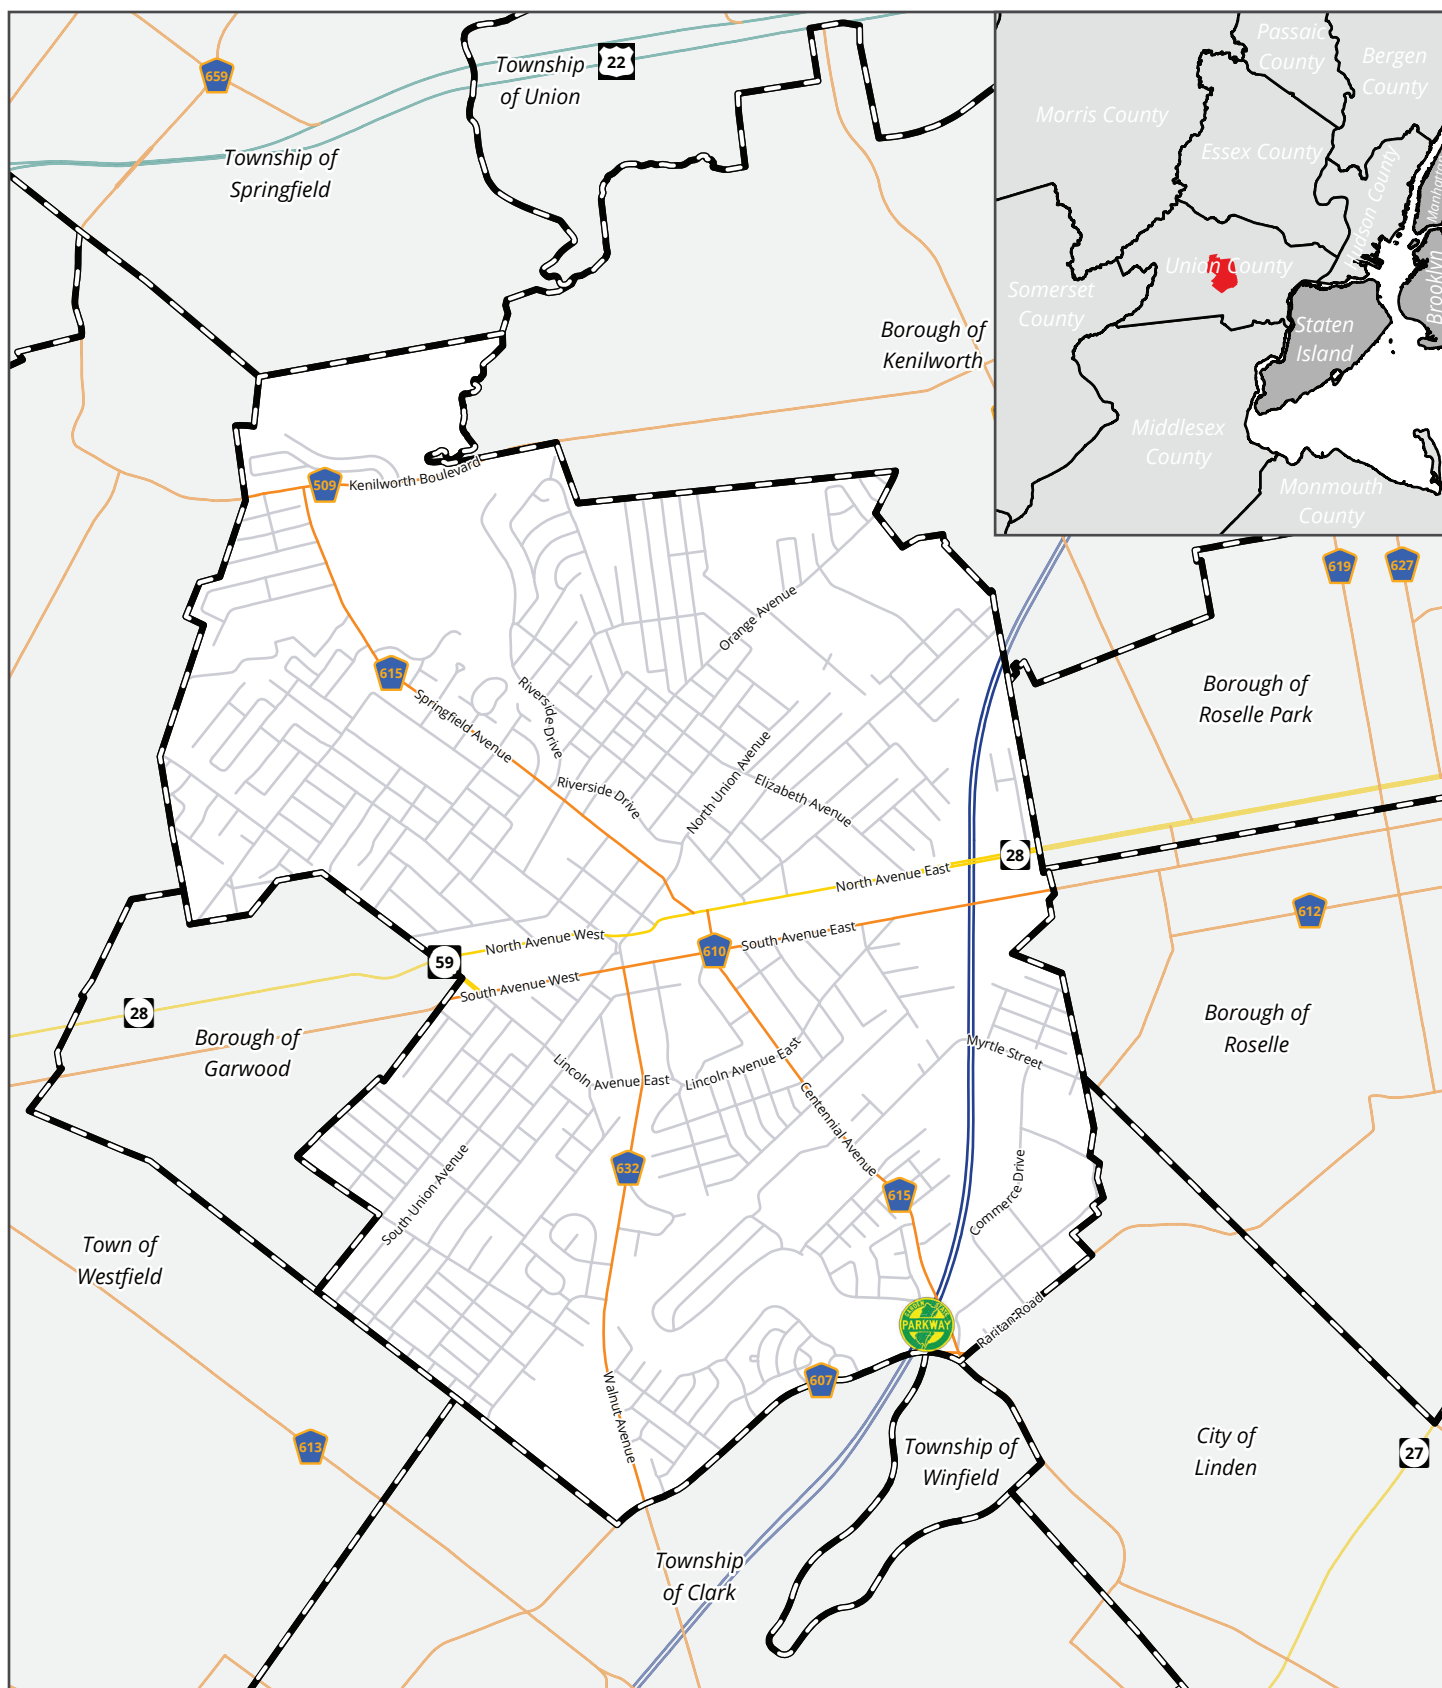 659
Township
of Union
22
Township of
Springfield
Borough of
Kenilworth
Passaic
County
Bergen
County
Morris County
Essex County
Hudson County
Manhattan
Union County
Somerset
County
Staten
Island
Brooklyn
Middlesex
County
Monmouth
County
509
Kenilworth Boulevard
619
627
Orange Avenue
615
Springfield Avenue
Riverside Drive
Borough of
Roselle Park
North Union Avenue
Riverside Drive
Elizabeth Avenue
28
North Avenue East
612
North Avenue West
610
South Avenue East
59
South Avenue West
28
Borough of
Garwood
Borough of
Roselle
Lincoln Avenue East
Lincoln Avenue East
Myrtle Street
Centennial Avenue
632
South Union Avenue
615
Commerce Drive
Town of
Westfield
GARDEN STATE
PARKWAY
Raritan Road
607
Walnut Avenue
613
Township of
Winfield
City of
Linden
27
Township
of Clark